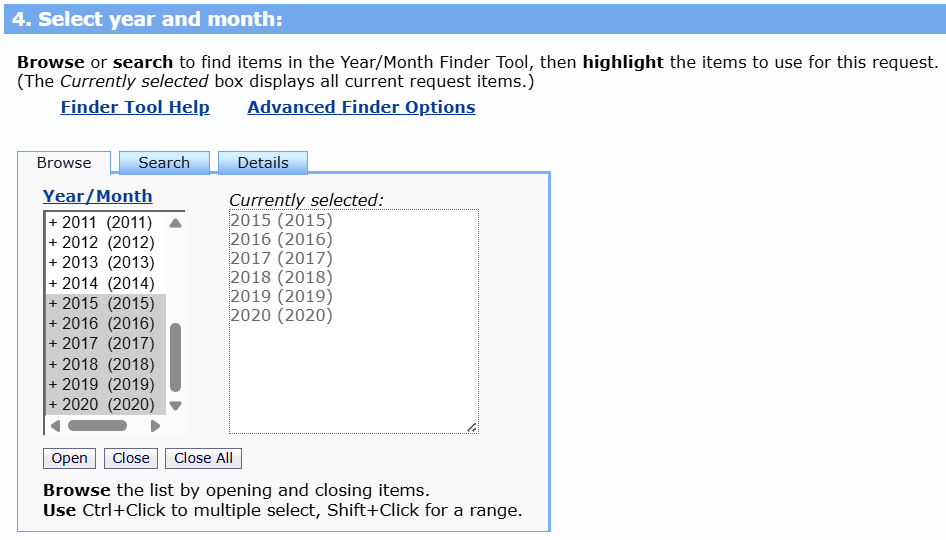 4. Select year and month:
Browse or search to find items in the Year/Month Finder Tool, then highlight the items to use for this request.
(The Currently selected box displays all current request items.)
Finder Tool Help Advanced Finder Options
Browse Search Details
Year/Month
Currently selected:
+ 2011 (2011)
+ 2012 (2012)
+ 2013 (2013)
+ 2014 (2014)
+ 2015 (2015)
+ 2016 (2016)
+ 2017 (2017)
+ 2018 (2018)
+ 2019 (2019)
+ 2020 (2020)
2015 (2015)
2016 (2016)
2017 (2017)
2018 (2018)
2019 (2019)
2020 (2020)
Open Close Close All
Browse the list by opening and closing items.
Use Ctrl+Click to multiple select, Shift+Click for a range.